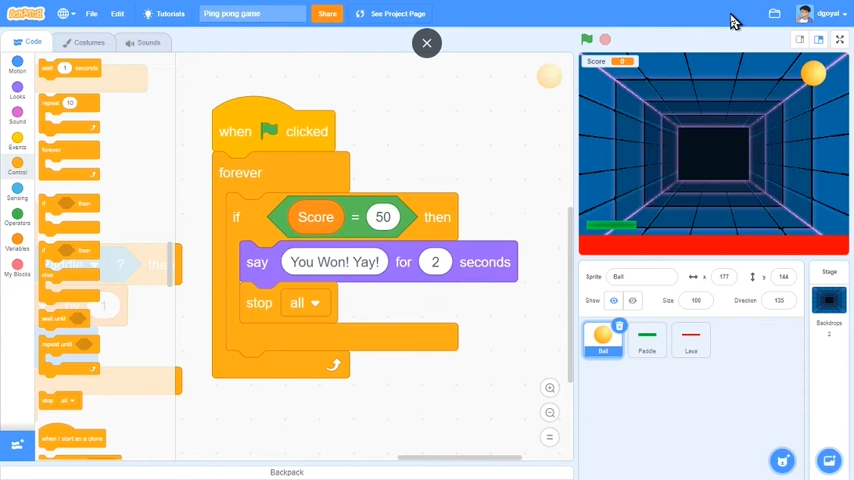 SCRATCH File Edit Tutorials Ping pong game Share See Project Page dgoyal
Code Costumes Sounds
Motion
Looks
Sound
Events
Control
Sensing
Operators
Variables
My Blocks
wait 1 seconds
repeat 10
forever
if then
if then
else
wait until
repeat until
stop all
when I start as a clone
? the
by 1
when clicked
forever
if Score = 50 then
say You Won! Yay! for 2 seconds
stop all
Score 0
Sprite Ball x 177 y 144
Show Size 100 Direction 135
Ball Paddle Lava
Stage
Backdrops
2
Backpack